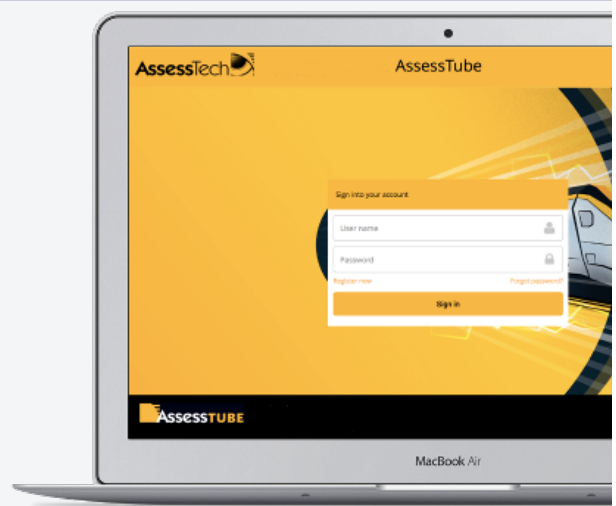 AssessTech
AssessTube
Sign into your account
User name
Password
Register now
Forgot password?
Sign in
ASSESSTUBE
MacBook Air